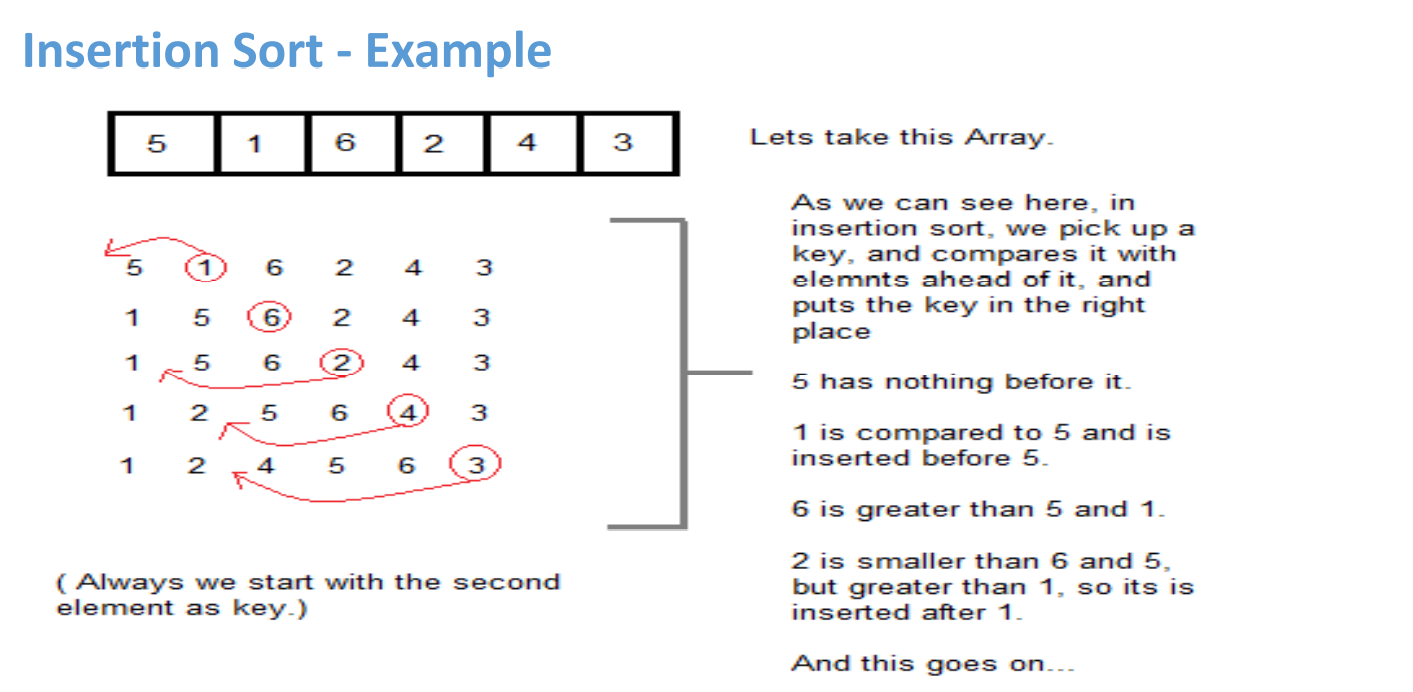 Insertion Sort - Example
5 1 6 2 4 3
Lets take this Array.
5 1 6 2 4 3
1 5 6 2 4 3
1 5 6 2 4 3
1 2 5 6 4 3
1 2 4 5 6 3
( Always we start with the second
element as key.)
As we can see here, in
insertion sort, we pick up a
key, and compares it with
elemnts ahead of it, and
puts the key in the right
place
5 has nothing before it.
1 is compared to 5 and is
inserted before 5.
6 is greater than 5 and 1.
2 is smaller than 6 and 5,
but greater than 1, so its is
inserted after 1.
And this goes on...